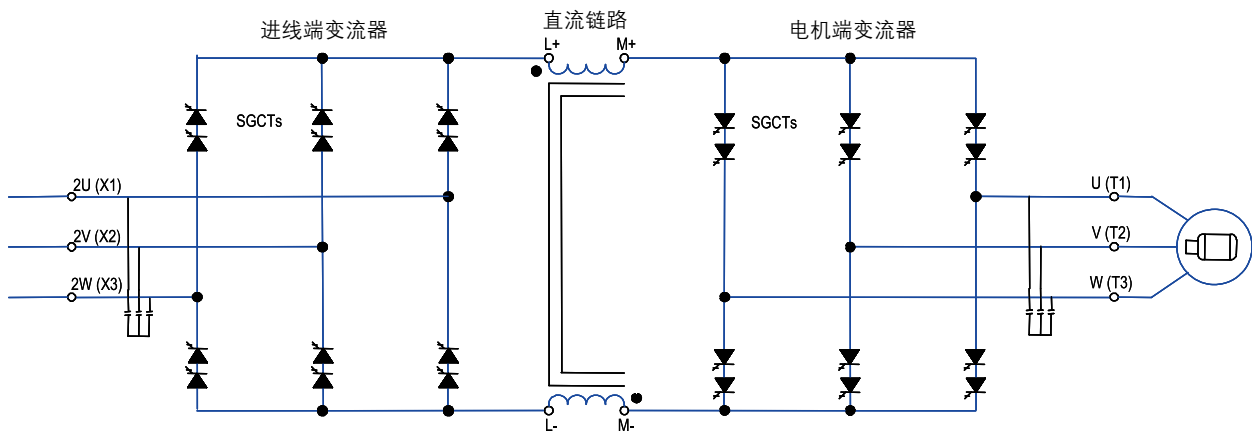 进线端变流器
直流链路
电机端变流器
L+
M+
SGCTs
SGCTs
2U (X1)
2V (X2)
2W (X3)
U (T1)
V (T2)
W (T3)
L-
M-